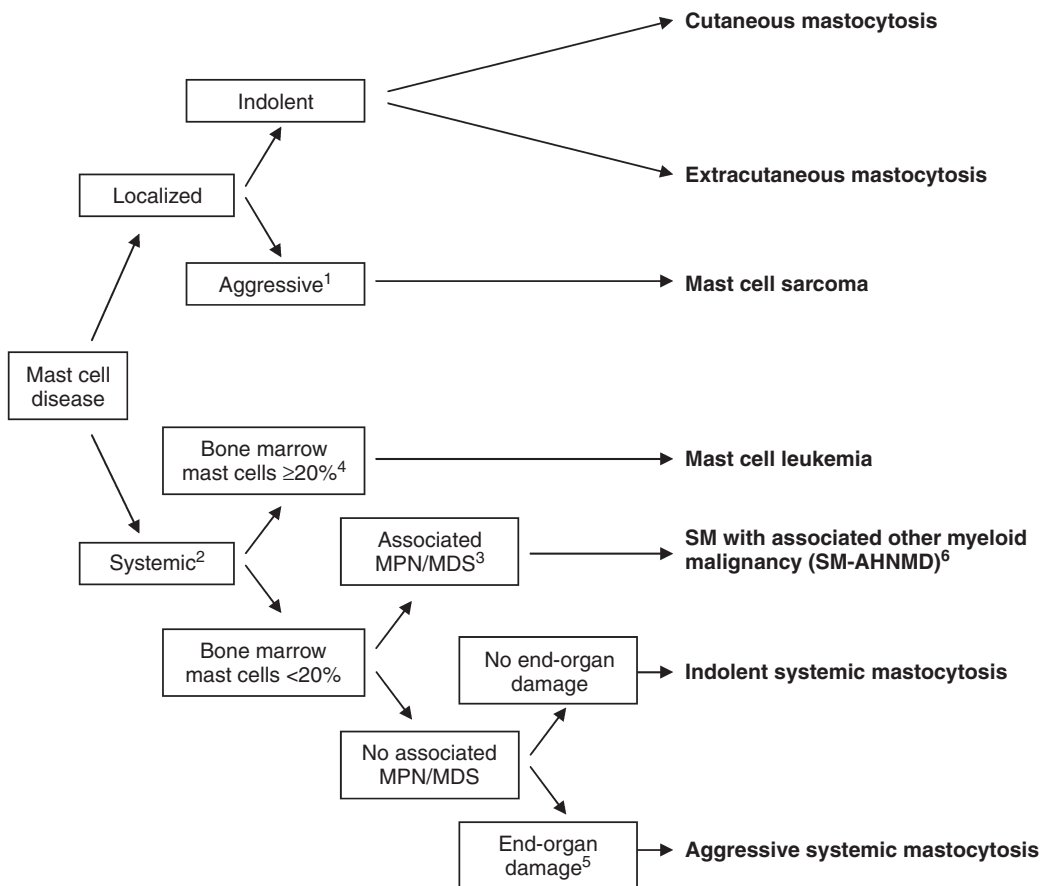 Cutaneous mastocytosis
Indolent
Extracutaneous mastocytosis
Localized
Aggressive¹
Mast cell sarcoma
Mast cell
disease
Bone marrow
mast cells ≥20%⁴
Mast cell leukemia
Systemic²
Associated
MPN/MDS³
SM with associated other myeloid
malignancy (SM-AHNMD)⁶
Bone marrow
mast cells <20%
No end-organ
damage
Indolent systemic mastocytosis
No associated
MPN/MDS
End-organ
damage⁵
Aggressive systemic mastocytosis